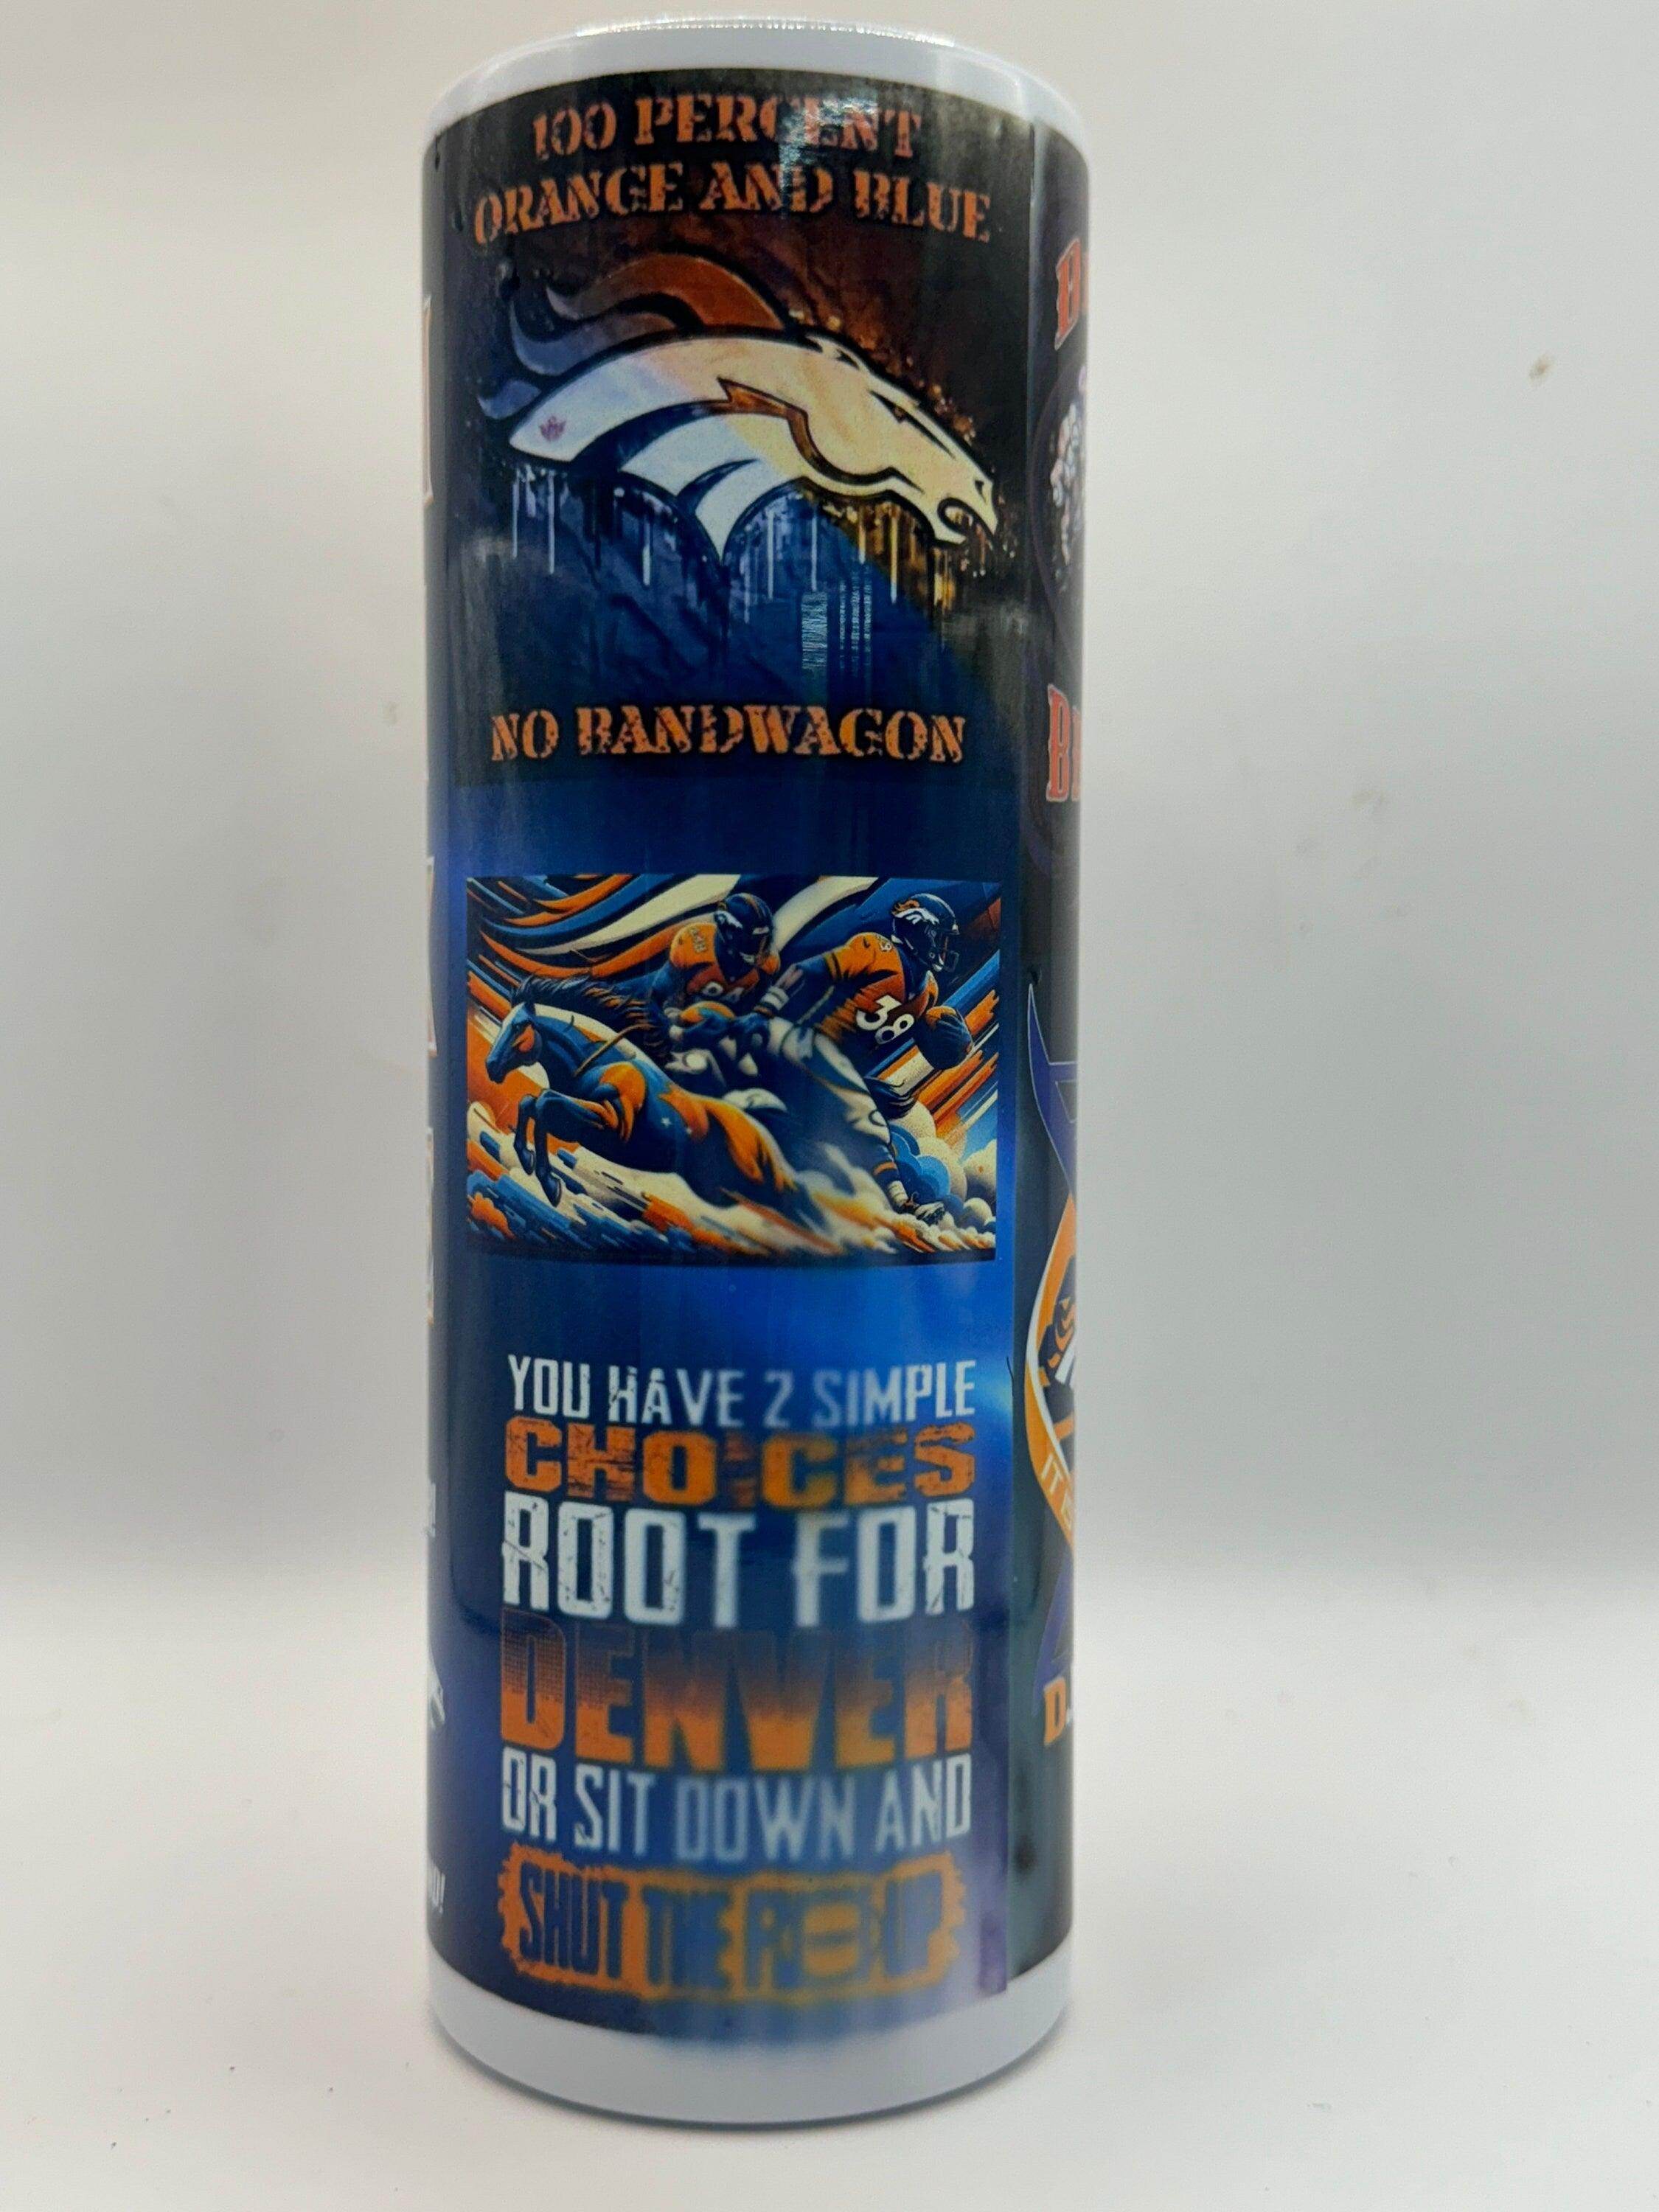 100 PERCENT
ORANGE AND BLUE
NO BANDWAGON
38
YOU HAVE 2 SIMPLE
CHOICES
ROOT FOR
DENVER
OR SIT DOWN AND
SHUT THE
UP